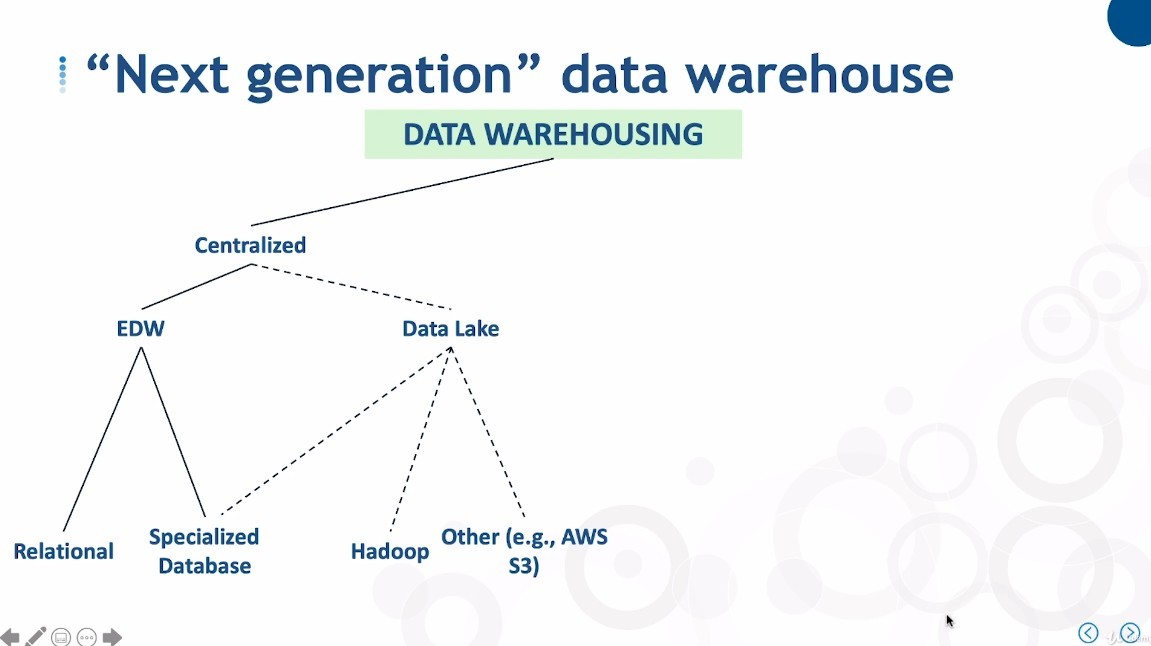 “Next generation” data warehouse
DATA WAREHOUSING
Centralized
EDW
Data Lake
Relational
Specialized
Database
Hadoop
Other (e.g., AWS
S3)